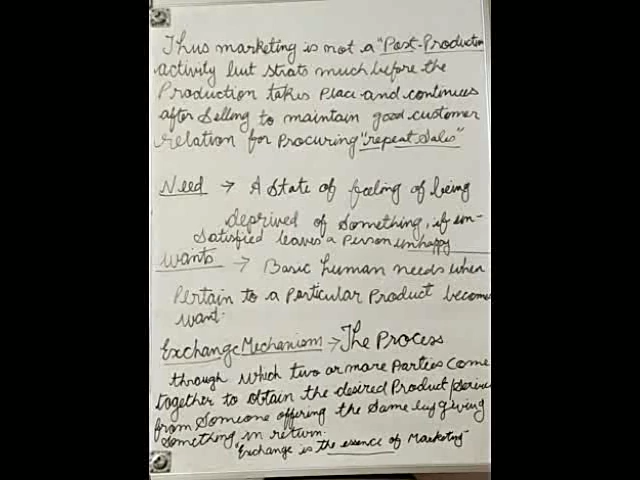 Thus marketing is not a "Post-Production
activity but strats much before the
Production takes Place and continues
after selling to maintain good customer
relation for Procuring "repeat sales"
Need → A State of feeling of being
deprived of something, if un-
satisfied leaves a Person unhappy
Wants → Basic human needs when
Pertain to a Particular Product becomes
want.
Exchange Mechanism → The Process
through which two or more Parties come
together to obtain the desired Product/service
from someone offering the same by giving
something in return.
"Exchange is the essence of Marketing"